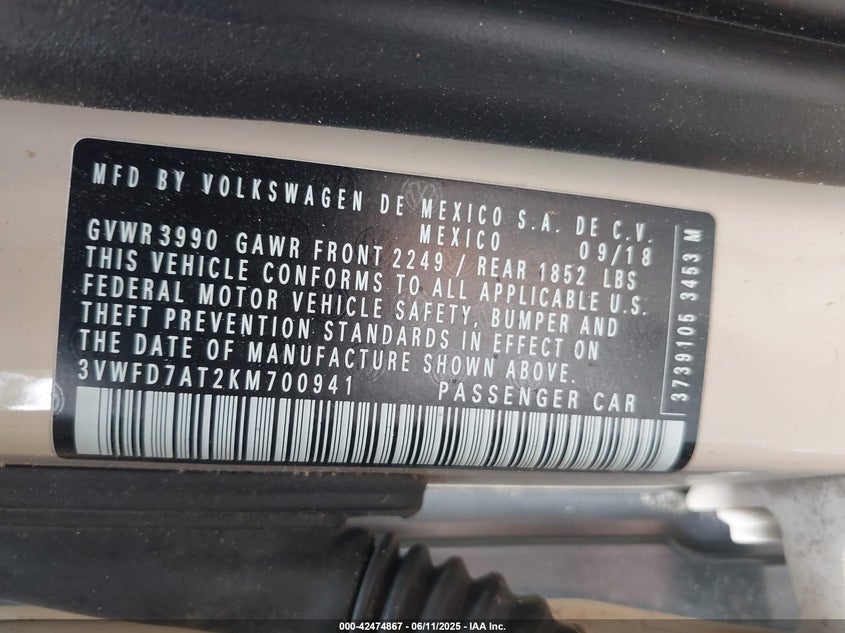 MFD BY VOLKSWAGEN DE MEXICO S.A. DE C.V.
MEXICO 09/18
GVWR3990 GAWR FRONT 2249 / REAR 1852 LBS
THIS VEHICLE CONFORMS TO ALL APPLICABLE U.S.
FEDERAL MOTOR VEHICLE SAFETY, BUMPER AND
THEFT PREVENTION STANDARDS IN EFFECT ON
THE DATE OF MANUFACTURE SHOWN ABOVE.
3VWFD7AT2KM700941 PASSENGER CAR
3739105 3453 M
000-42474867 - 06/11/2025 - IAA Inc.